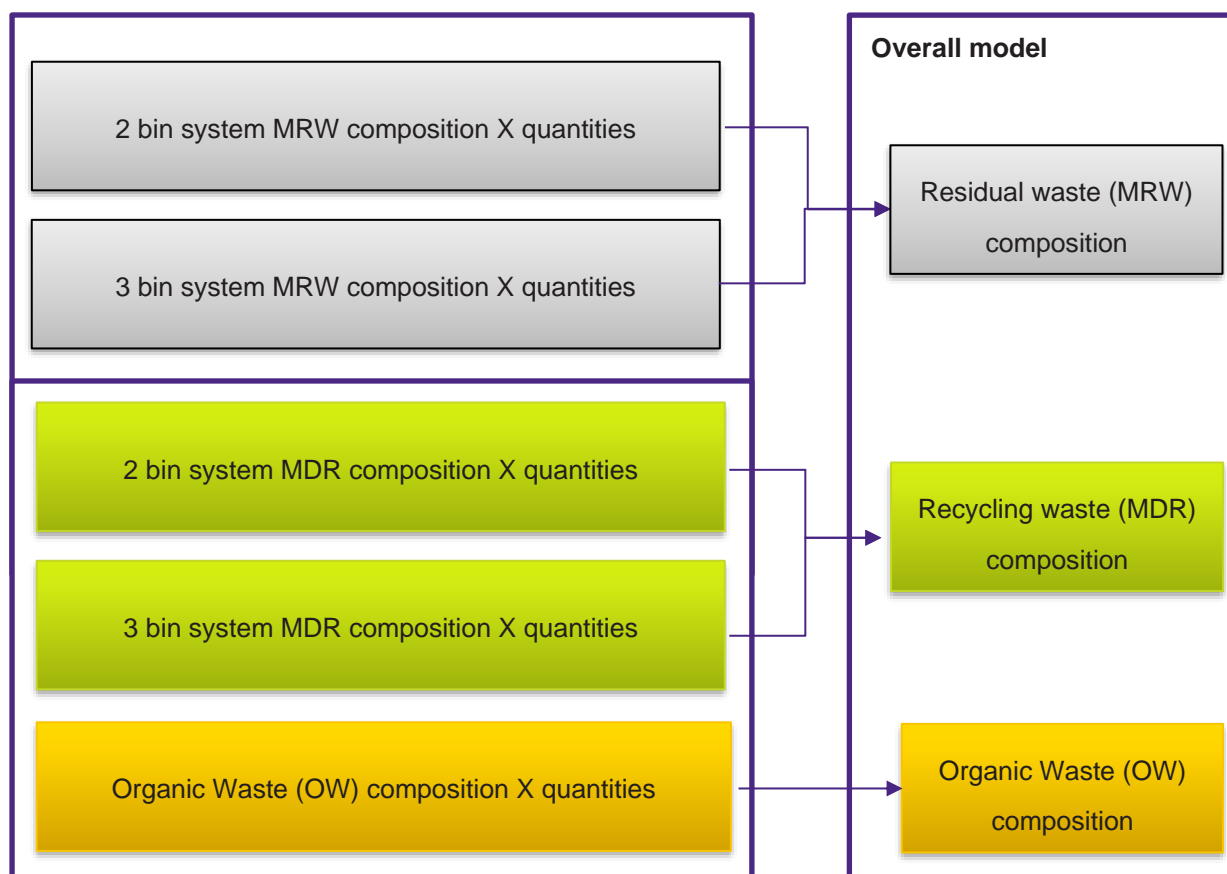 2 bin system MRW composition X quantities
3 bin system MRW composition X quantities
2 bin system MDR composition X quantities
3 bin system MDR composition X quantities
Organic Waste (OW) composition X quantities
Overall model
Residual waste (MRW)
composition
Recycling waste (MDR)
composition
Organic Waste (OW)
composition